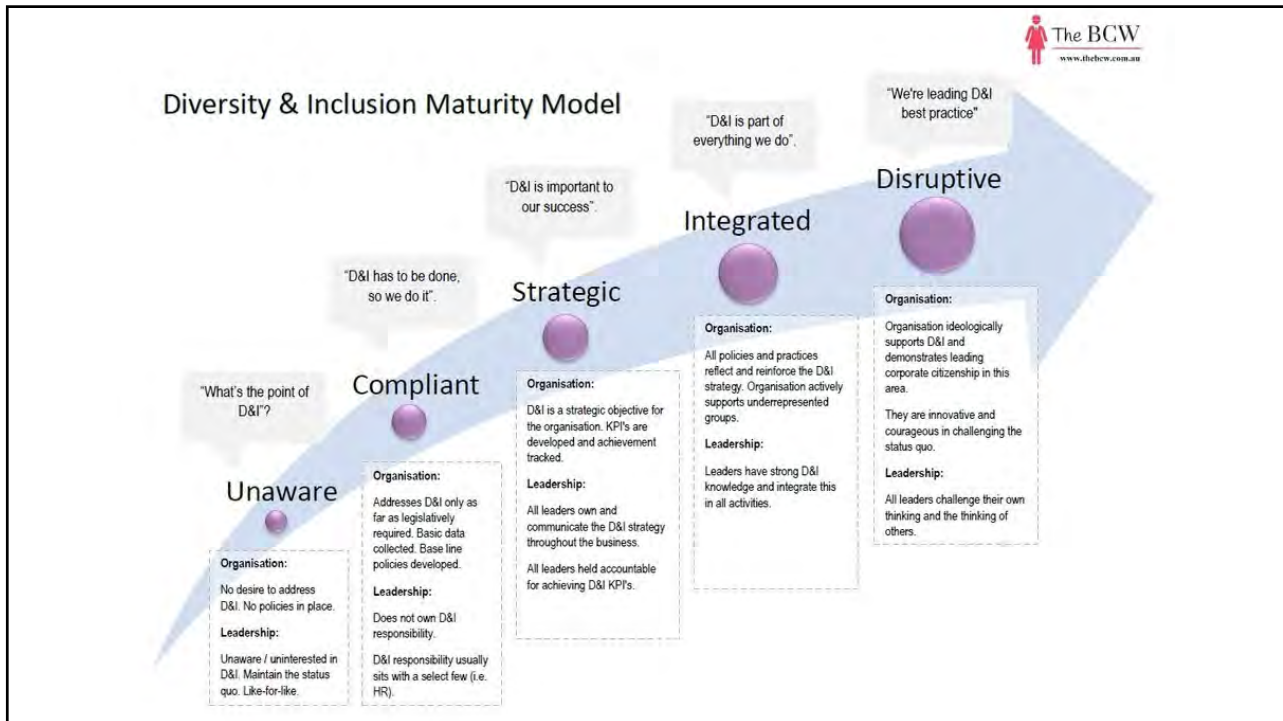 The BCW
www.thebcw.com.au
Diversity & Inclusion Maturity Model
"What's the point of
D&I"?
Unaware
Organisation:
No desire to address
D&I. No policies in place.
Leadership:
Unaware / uninterested in
D&I. Maintain the status
quo. Like-for-like.
"D&I has to be done,
so we do it".
Compliant
Organisation:
Addresses D&I only as
far as legislatively
required. Basic data
collected. Base line
policies developed.
Leadership:
Does not own D&I
responsibility.
D&I responsibility usually
sits with a select few (i.e.
HR).
"D&I is important to
our success".
Strategic
Organisation:
D&I is a strategic objective for
the organisation. KPI's are
developed and achievement
tracked.
Leadership:
All leaders own and
communicate the D&I strategy
throughout the business.
All leaders held accountable
for achieving D&I KPI's.
"D&I is part of
everything we do".
Integrated
Organisation:
All policies and practices
reflect and reinforce the D&I
strategy. Organisation actively
supports underrepresented
groups.
Leadership:
Leaders have strong D&I
knowledge and integrate this
in all activities.
"We're leading D&I
best practice"
Disruptive
Organisation:
Organisation ideologically
supports D&I and
demonstrates leading
corporate citizenship in this
area.
They are innovative and
courageous in challenging the
status quo.
Leadership:
All leaders challenge their own
thinking and the thinking of
others.